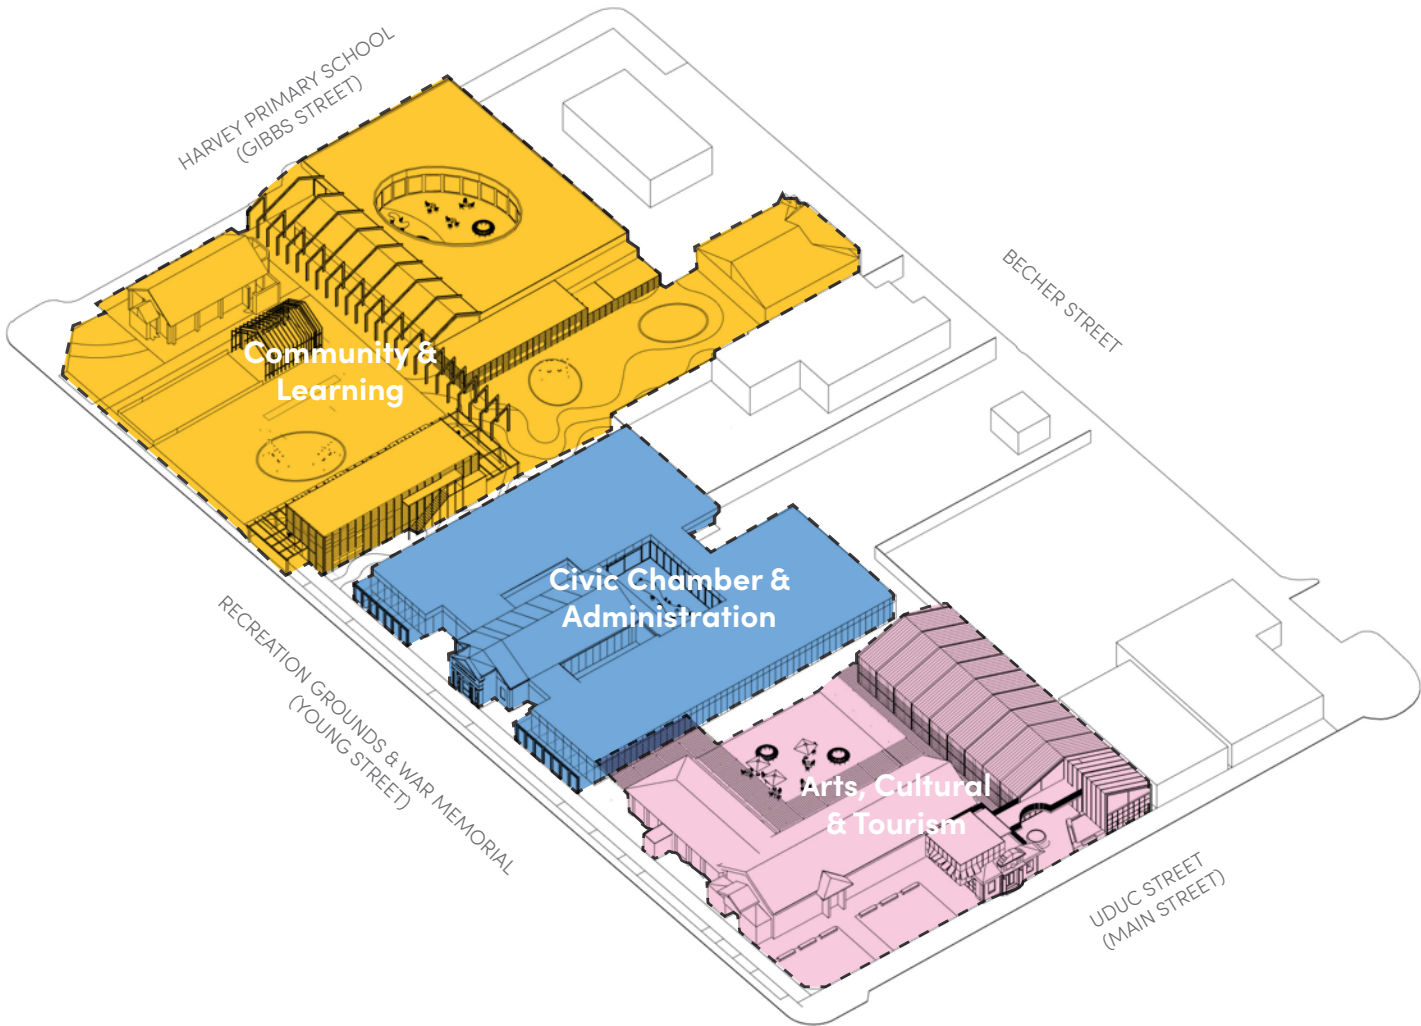 HARVEY PRIMARY SCHOOL
(GIBBS STREET)
BECHER STREET
Community &
Learning
Civic Chamber &
Administration
RECREATION GROUNDS & WAR MEMORIAL
(YOUNG STREET)
Arts, Cultural
& Tourism
UDUC STREET
(MAIN STREET)